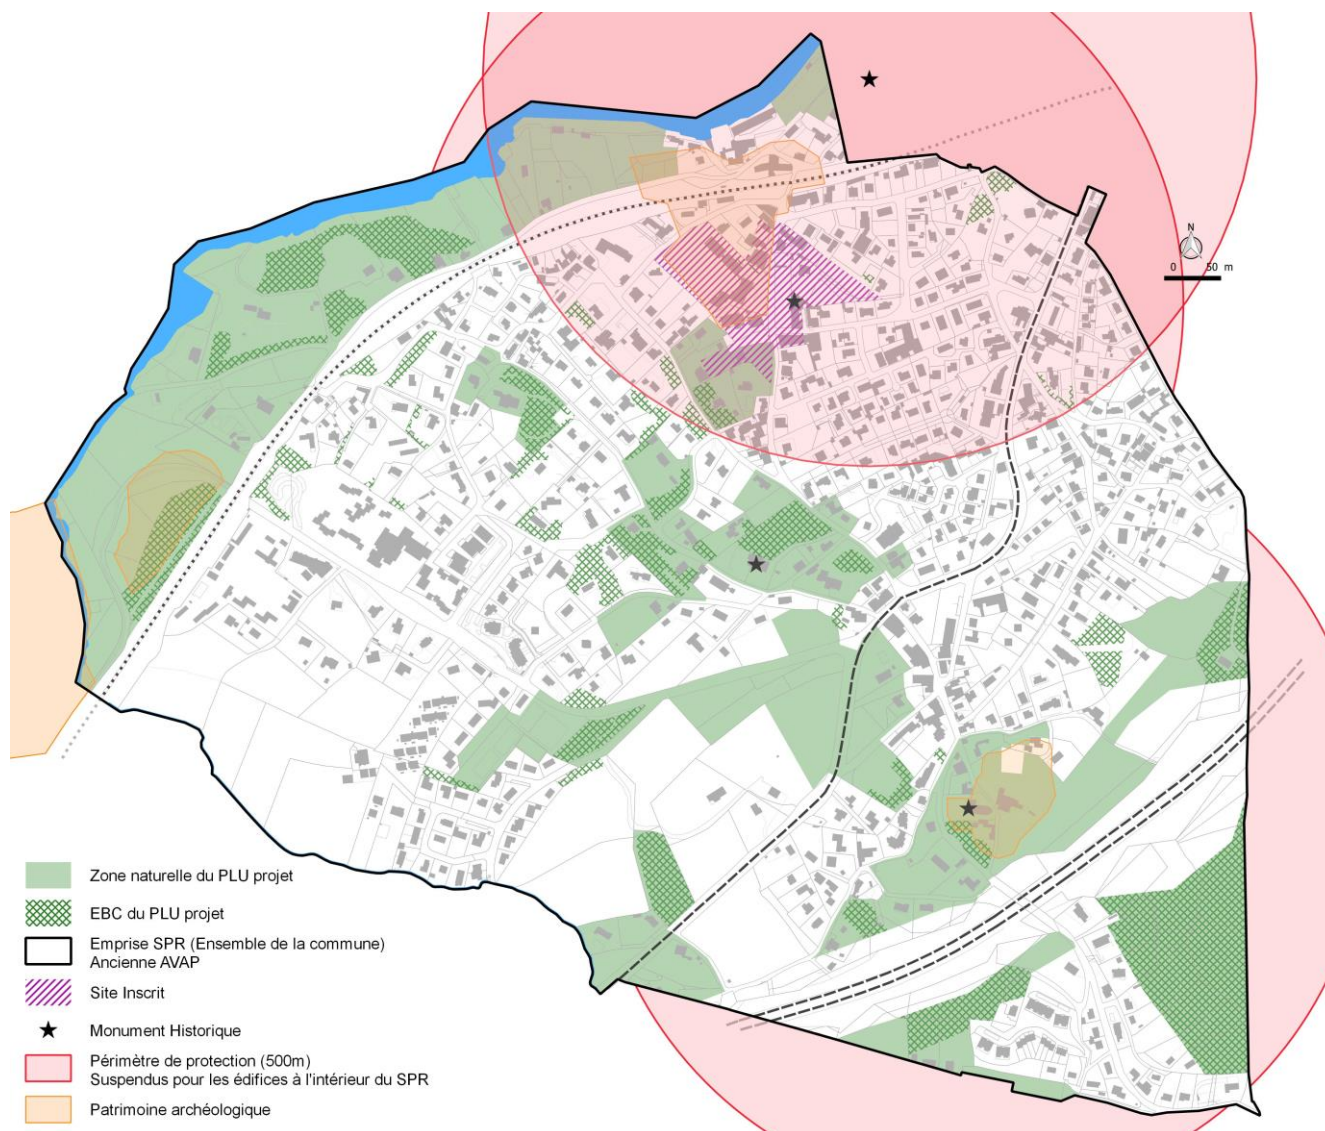 N
0 50 m
Zone naturelle du PLU projet
EBC du PLU projet
Emprise SPR (Ensemble de la commune)
Ancienne AVAP
Site Inscrit
Monument Historique
Périmètre de protection (500m)
Suspendus pour les édifices à l'intérieur du SPR
Patrimoine archéologique